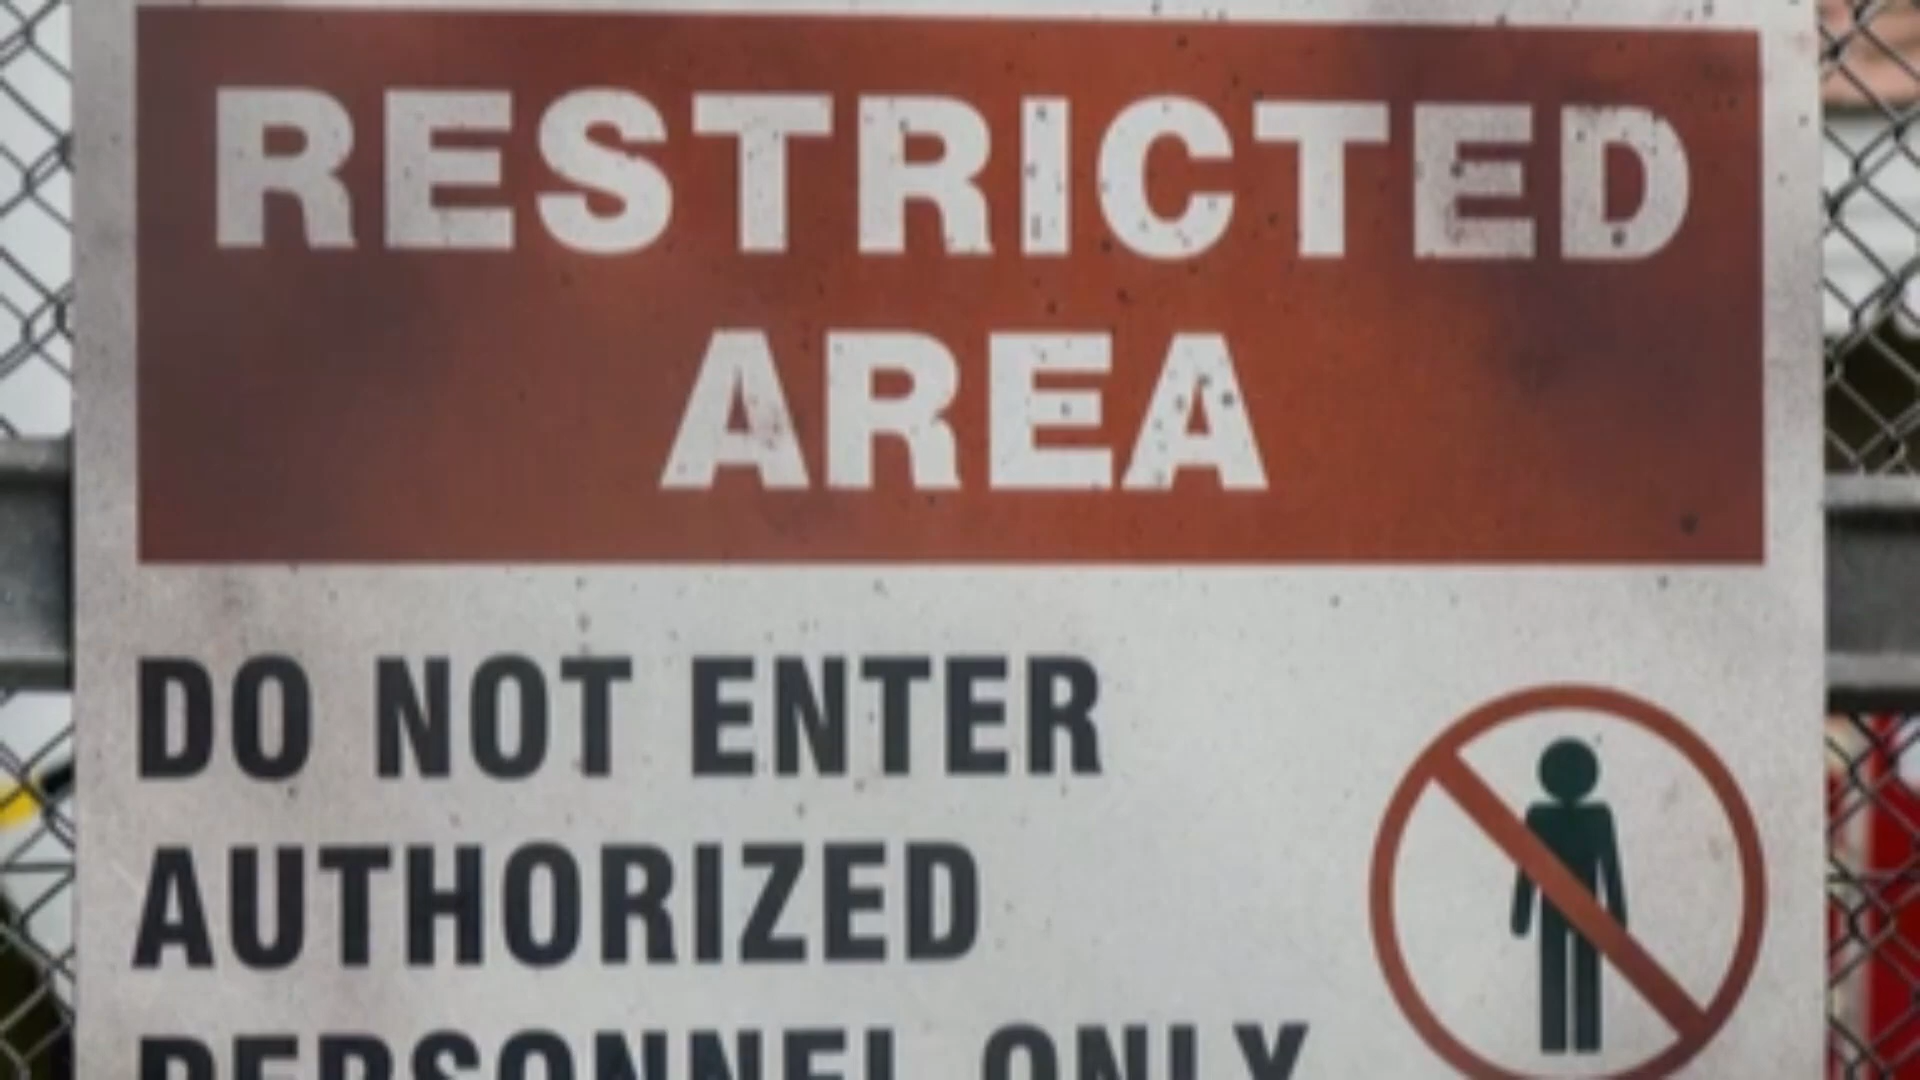 RESTRICTED
AREA
DO NOT ENTER
AUTHORIZED
PERSONNEL ONLY